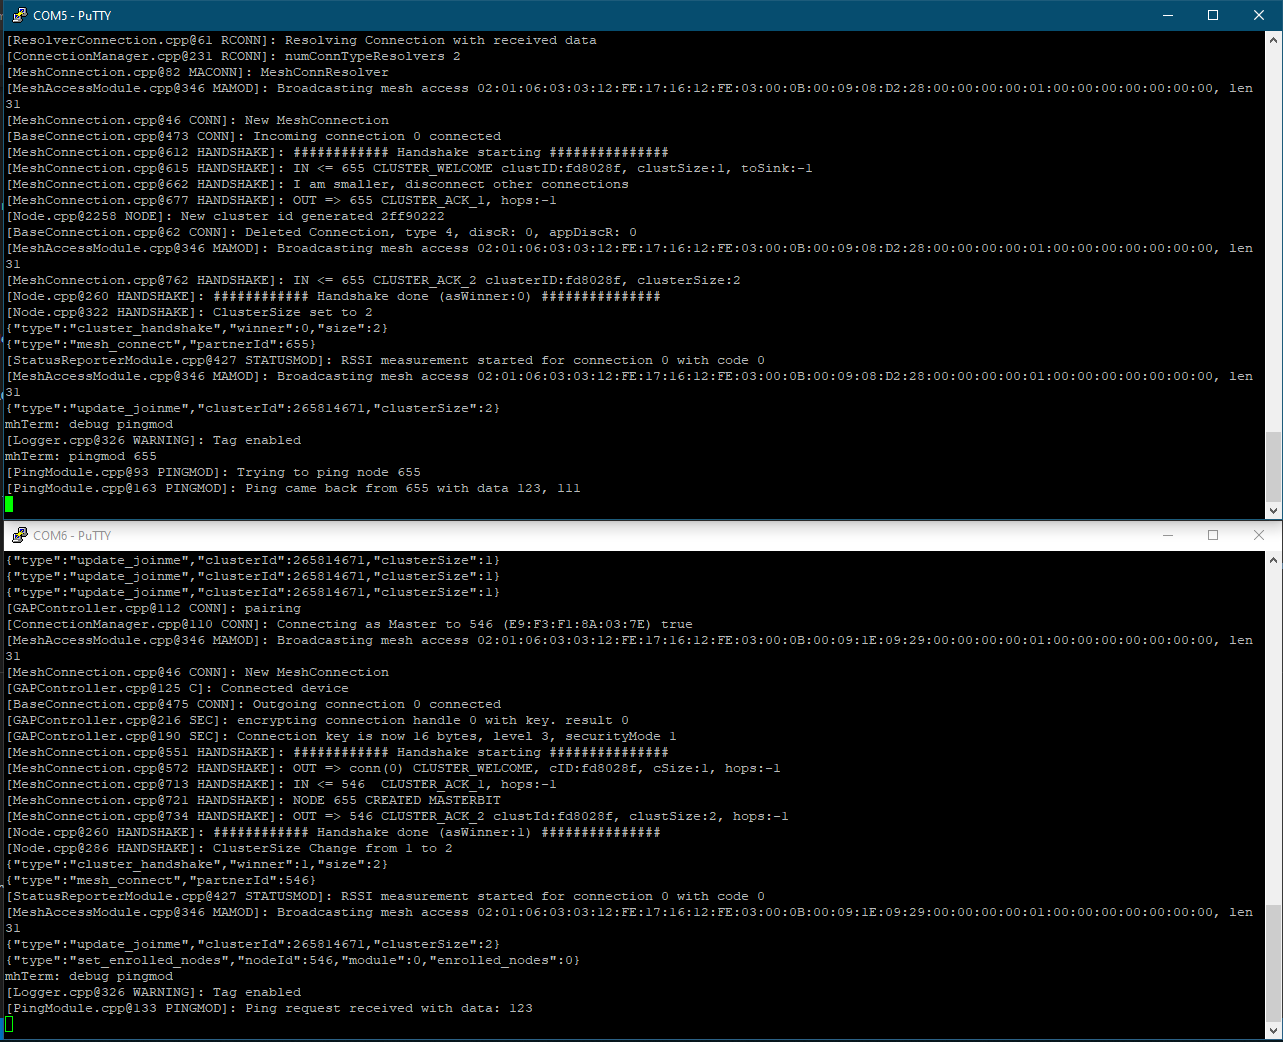 COM5 - PuTTY
[ResolverConnection.cpp@61 RCONN]: Resolving Connection with received data
[ConnectionManager.cpp@231 RCONN]: numConnTypeResolvers 2
[MeshConnection.cpp@82 MACONN]: MeshConnResolver
[MeshAccessModule.cpp@346 MAMOD]: Broadcasting mesh access 02:01:06:03:03:12:FE:17:16:12:FE:03:00:0B:00:09:08:D2:28:00:00:00:00:01:00:00:00:00:00:00:00, len
31
[MeshConnection.cpp@46 CONN]: New MeshConnection
[BaseConnection.cpp@473 CONN]: Incoming connection 0 connected
[MeshConnection.cpp@612 HANDSHAKE]: ############ Handshake starting ###############
[MeshConnection.cpp@615 HANDSHAKE]: IN <= 655 CLUSTER_WELCOME clustID:fd8028f, clustSize:1, toSink:-1
[MeshConnection.cpp@662 HANDSHAKE]: I am smaller, disconnect other connections
[MeshConnection.cpp@677 HANDSHAKE]: OUT => 655 CLUSTER_ACK_1, hops:-1
[Node.cpp@2258 NODE]: New cluster id generated 2ff90222
[BaseConnection.cpp@62 CONN]: Deleted Connection, type 4, discR: 0, appDiscR: 0
[MeshAccessModule.cpp@346 MAMOD]: Broadcasting mesh access 02:01:06:03:03:12:FE:17:16:12:FE:03:00:0B:00:09:08:D2:28:00:00:00:00:01:00:00:00:00:00:00:00, len
31
[MeshConnection.cpp@762 HANDSHAKE]: IN <= 655 CLUSTER_ACK_2 clusterID:fd8028f, clusterSize:2
[Node.cpp@260 HANDSHAKE]: ############ Handshake done (asWinner:0) ###############
[Node.cpp@322 HANDSHAKE]: ClusterSize set to 2
{"type":"cluster_handshake","winner":0,"size":2}
{"type":"mesh_connect","partnerId":655}
[StatusReporterModule.cpp@427 STATUSMOD]: RSSI measurement started for connection 0 with code 0
[MeshAccessModule.cpp@346 MAMOD]: Broadcasting mesh access 02:01:06:03:03:12:FE:17:16:12:FE:03:00:0B:00:09:08:D2:28:00:00:00:00:01:00:00:00:00:00:00:00, len
31
{"type":"update_joinme","clusterId":265814671,"clusterSize":2}
mhTerm: debug pingmod
[Logger.cpp@326 WARNING]: Tag enabled
mhTerm: pingmod 655
[PingModule.cpp@93 PINGMOD]: Trying to ping node 655
[PingModule.cpp@163 PINGMOD]: Ping came back from 655 with data 123, 111
COM6 - PuTTY
{"type":"update_joinme","clusterId":265814671,"clusterSize":1}
{"type":"update_joinme","clusterId":265814671,"clusterSize":1}
{"type":"update_joinme","clusterId":265814671,"clusterSize":1}
[GAPController.cpp@112 CONN]: pairing
[ConnectionManager.cpp@110 CONN]: Connecting as Master to 546 (E9:F3:F1:8A:03:7E) true
[MeshAccessModule.cpp@346 MAMOD]: Broadcasting mesh access 02:01:06:03:03:12:FE:17:16:12:FE:03:00:0B:00:09:1E:09:29:00:00:00:00:01:00:00:00:00:00:00:00, len
31
[MeshConnection.cpp@46 CONN]: New MeshConnection
[GAPController.cpp@125 C]: Connected device
[BaseConnection.cpp@475 CONN]: Outgoing connection 0 connected
[GAPController.cpp@216 SEC]: encrypting connection handle 0 with key. result 0
[GAPController.cpp@190 SEC]: Connection key is now 16 bytes, level 3, securityMode 1
[MeshConnection.cpp@551 HANDSHAKE]: ############ Handshake starting ###############
[MeshConnection.cpp@572 HANDSHAKE]: OUT => conn(0) CLUSTER_WELCOME, cID:fd8028f, cSize:1, hops:-1
[MeshConnection.cpp@713 HANDSHAKE]: IN <= 546  CLUSTER_ACK_1, hops:-1
[MeshConnection.cpp@721 HANDSHAKE]: NODE 655 CREATED MASTERBIT
[MeshConnection.cpp@734 HANDSHAKE]: OUT => 546 CLUSTER_ACK_2 clustId:fd8028f, clustSize:2, hops:-1
[Node.cpp@260 HANDSHAKE]: ############ Handshake done (asWinner:1) ###############
[Node.cpp@286 HANDSHAKE]: ClusterSize Change from 1 to 2
{"type":"cluster_handshake","winner":1,"size":2}
{"type":"mesh_connect","partnerId":546}
[StatusReporterModule.cpp@427 STATUSMOD]: RSSI measurement started for connection 0 with code 0
[MeshAccessModule.cpp@346 MAMOD]: Broadcasting mesh access 02:01:06:03:03:12:FE:17:16:12:FE:03:00:0B:00:09:1E:09:29:00:00:00:00:01:00:00:00:00:00:00:00, len
31
{"type":"update_joinme","clusterId":265814671,"clusterSize":2}
{"type":"set_enrolled_nodes","nodeId":546,"module":0,"enrolled_nodes":0}
mhTerm: debug pingmod
[Logger.cpp@326 WARNING]: Tag enabled
[PingModule.cpp@133 PINGMOD]: Ping request received with data: 123